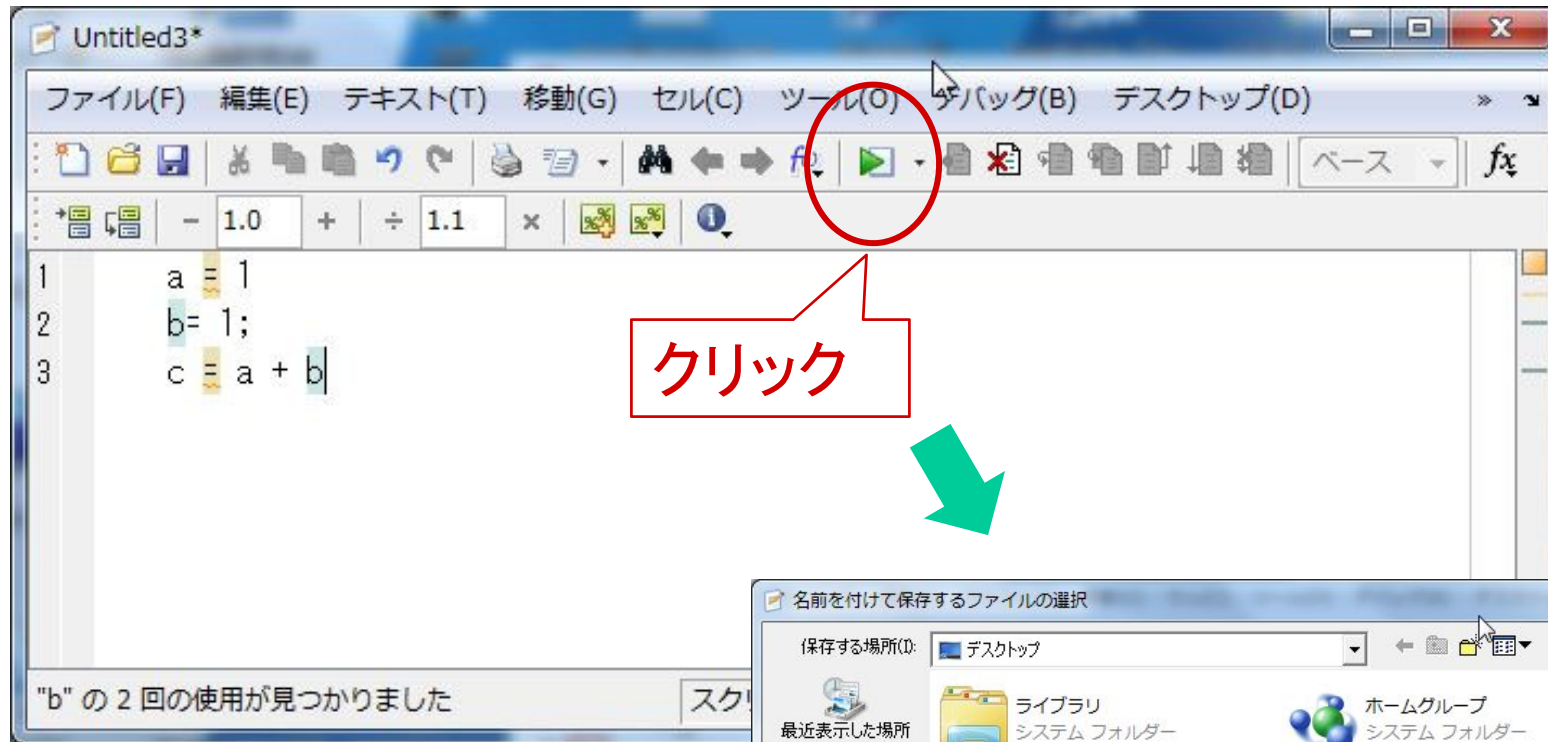 Untitled3*
ファイル(F) 編集(E) テキスト(T) 移動(G) セル(C) ツール(O) デバッグ(B) デスクトップ(D) »
ベース fx
- 1.0 + ÷ 1.1 ×
1 a = 1
2 b= 1;
3 c = a + b
クリック
名前を付けて保存するファイルの選択
保存する場所(I): デスクトップ
"b" の 2 回の使用が見つかりました
最近表示した場所
ライブラリ
システム フォルダー
ホームグループ
システム フォルダー